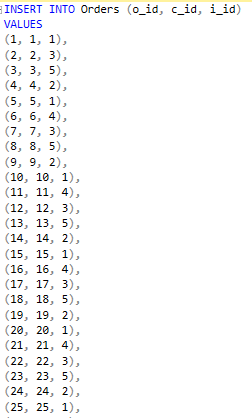 INSERT INTO Orders (o_id, c_id, i_id)
VALUES
(1, 1, 1),
(2, 2, 3),
(3, 3, 5),
(4, 4, 2),
(5, 5, 1),
(6, 6, 4),
(7, 7, 3),
(8, 8, 5),
(9, 9, 2),
(10, 10, 1),
(11, 11, 4),
(12, 12, 3),
(13, 13, 5),
(14, 14, 2),
(15, 15, 1),
(16, 16, 4),
(17, 17, 3),
(18, 18, 5),
(19, 19, 2),
(20, 20, 1),
(21, 21, 4),
(22, 22, 3),
(23, 23, 5),
(24, 24, 2),
(25, 25, 1),